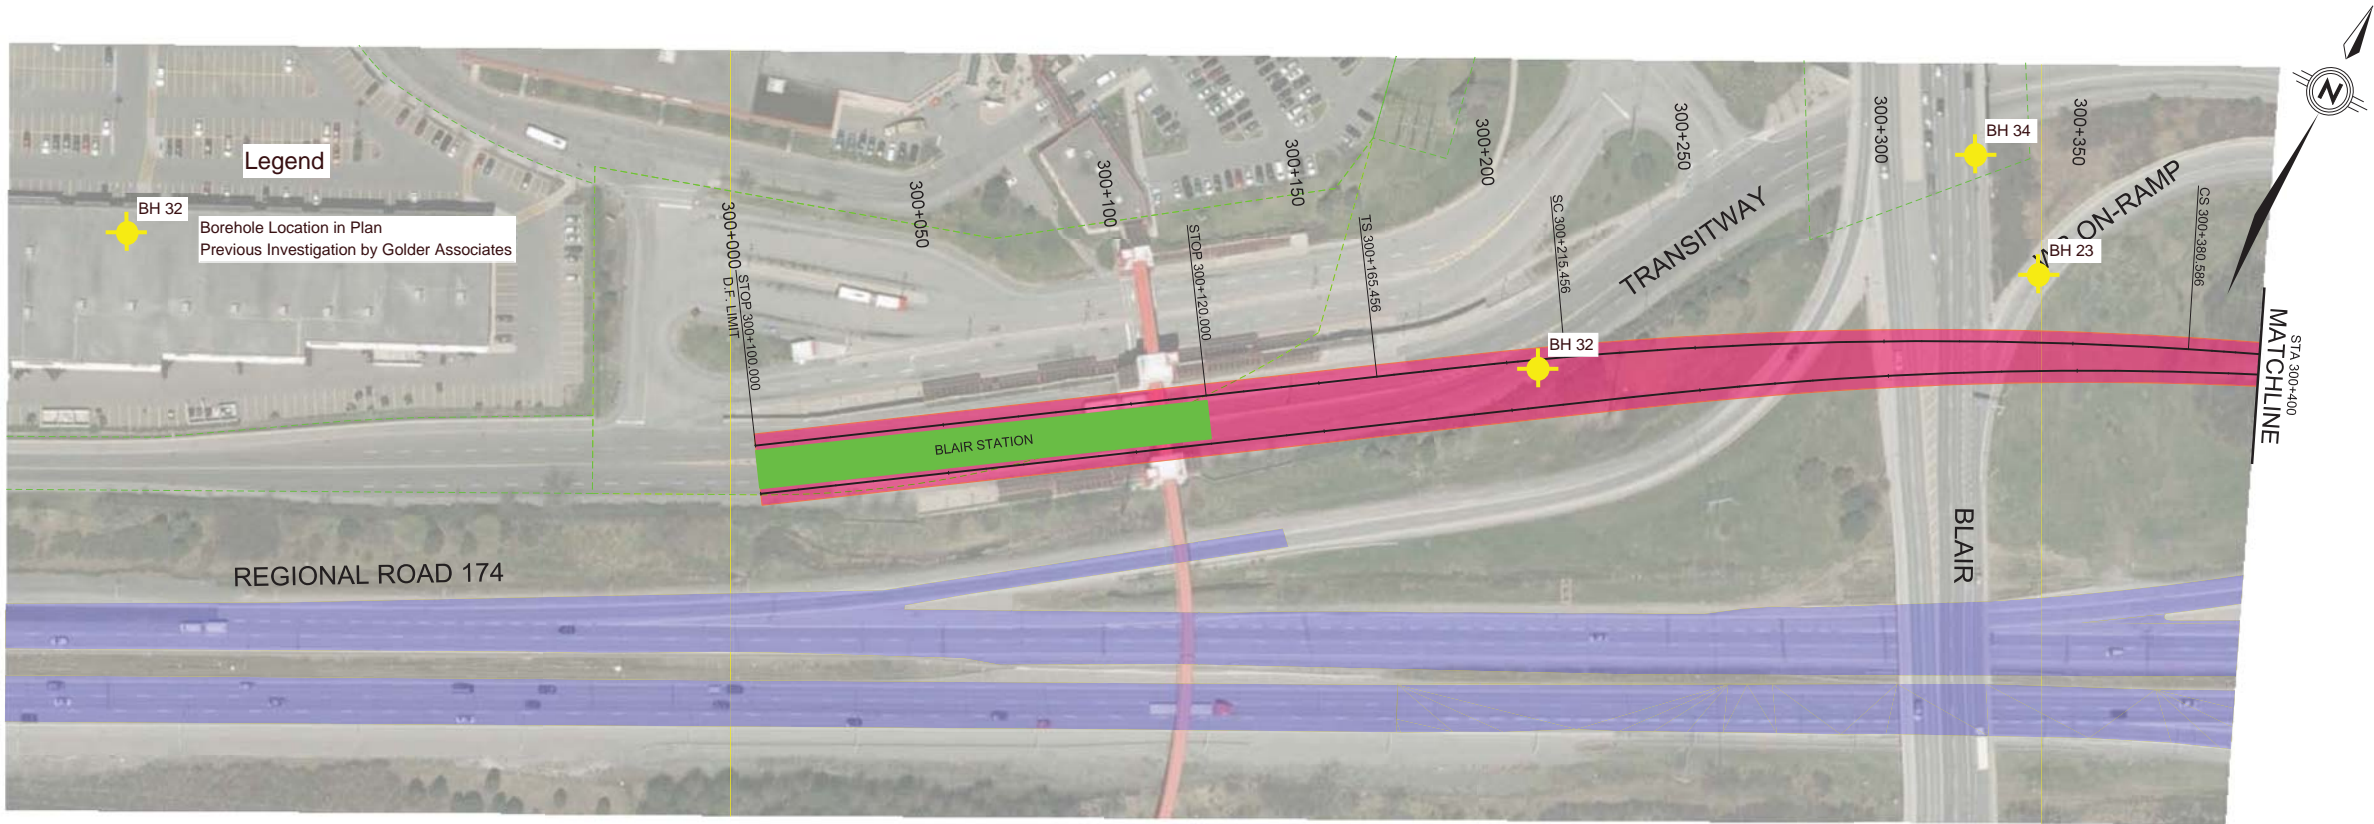 N
Legend
BH 32
Borehole Location in Plan
Previous Investigation by Golder Associates
300+000
D.F. LIMIT
STOP 300+100.000
300+050
300+100
300+150
300+200
300+250
300+300
300+350
STOP 300+120.000
TS 300+165.456
SC 300+215.456
CS 300+380.586
TRANSITWAY
BH 34
ON-RAMP
BH 23
BH 32
BLAIR STATION
STA 300+400
MATCHLINE
BLAIR
REGIONAL ROAD 174